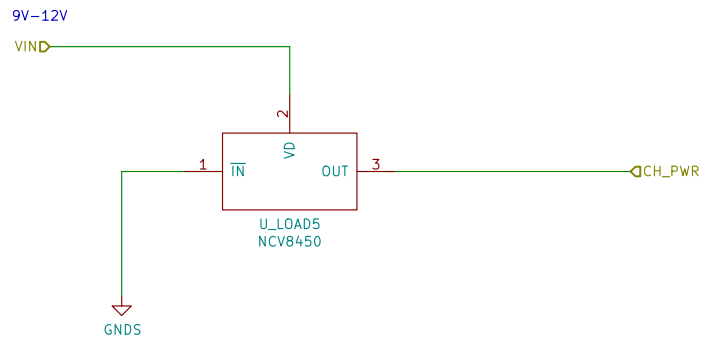 9V-12V
VIN
2
VD
1
IN
OUT
3
CH_PWR
U_LOAD5
NCV8450
GNDS